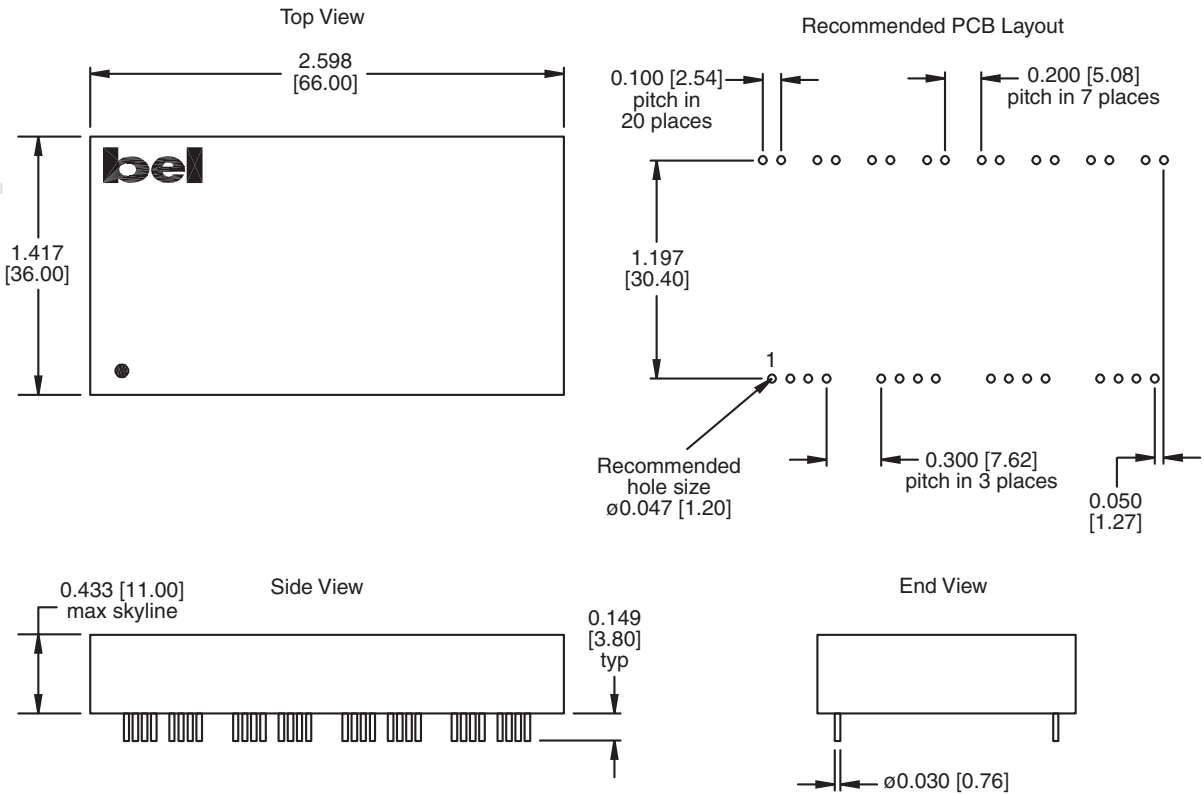 Top View
2.598
[66.00]
bel
1.417
[36.00]
Recommended PCB Layout
0.100 [2.54]
pitch in
20 places
0.200 [5.08]
pitch in 7 places
1.197
[30.40]
1
Recommended
hole size
ø0.047 [1.20]
0.300 [7.62]
pitch in 3 places
0.050
[1.27]
Side View
0.433 [11.00]
max skyline
0.149
[3.80]
typ
End View
ø0.030 [0.76]